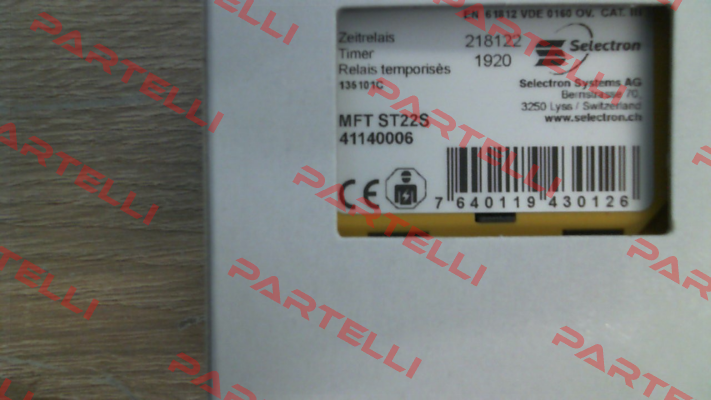 EN 61812 VDE 0160 OV. CAT. III
Zeitrelais 218122 Selectron
Timer 1920
Relais temporisès
135101C
Selectron Systems AG
Bernstrasse 70,
3250 Lyss / Switzerland
www.selectron.ch
MFT ST22S
41140006
CE
7 640119 430126
PARTELLI
PARTELLI
PARTELLI
PARTELLI
PARTELLI
PARTELLI
PARTELLI
PARTELLI